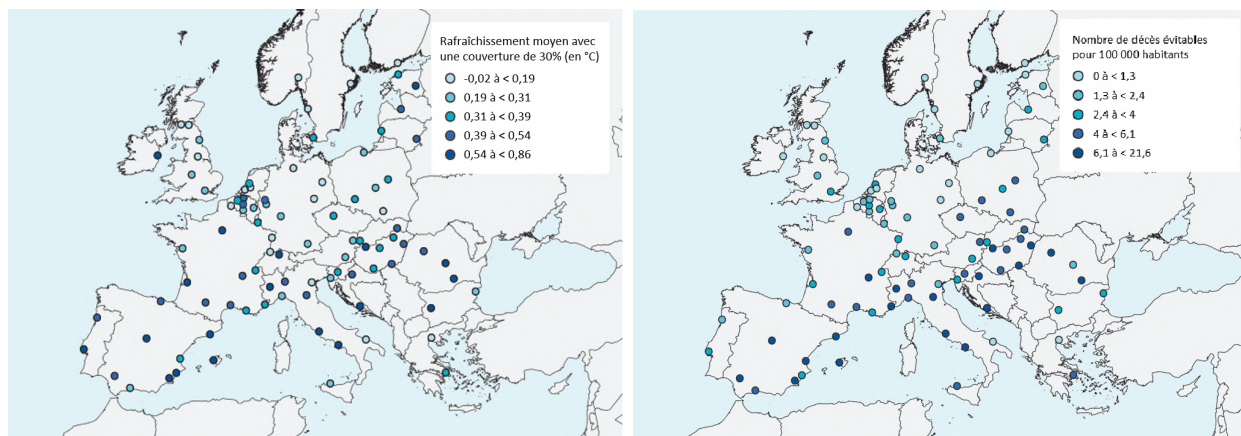 Rafraîchissement moyen avec
une couverture de 30% (en °C)
-0,02 à < 0,19
0,19 à < 0,31
0,31 à < 0,39
0,39 à < 0,54
0,54 à < 0,86
Nombre de décès évitables
pour 100 000 habitants
0 à < 1,3
1,3 à < 2,4
2,4 à < 4
4 à < 6,1
6,1 à < 21,6